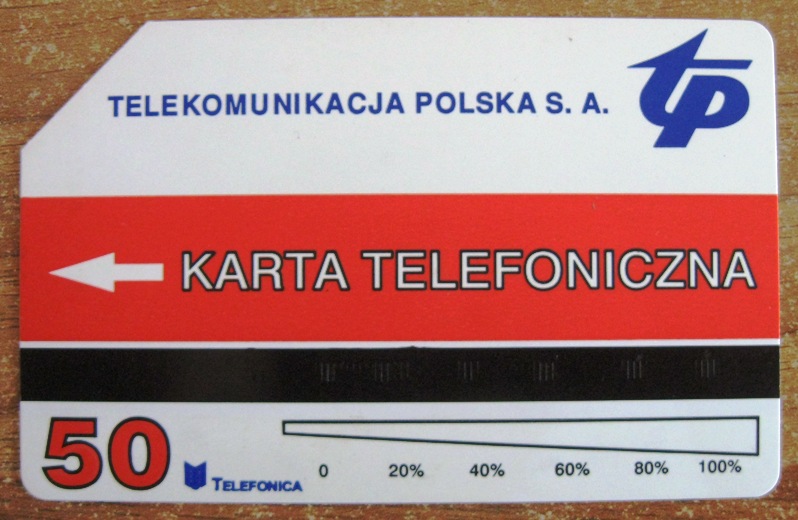 TELEKOMUNIKACJA POLSKA S. A.
TP
KARTA TELEFONICZNA
50
TELEFONICA
0 20% 40% 60% 80% 100%